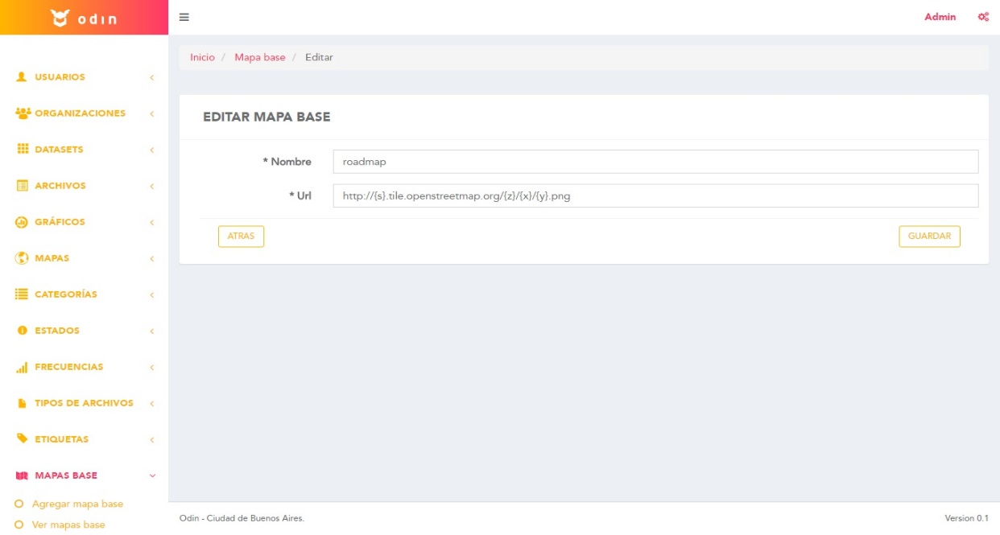 odin
Admin
Inicio / Mapa base / Editar
USUARIOS
ORGANIZACIONES
DATASETS
ARCHIVOS
GRÁFICOS
MAPAS
CATEGORÍAS
ESTADOS
FRECUENCIAS
TIPOS DE ARCHIVOS
ETIQUETAS
MAPAS BASE
Agregar mapa base
Ver mapas base
EDITAR MAPA BASE
* Nombre roadmap
* Url http://{s}.tile.openstreetmap.org/{z}/{x}/{y}.png
ATRAS GUARDAR
Odin - Ciudad de Buenos Aires. Version 0.1